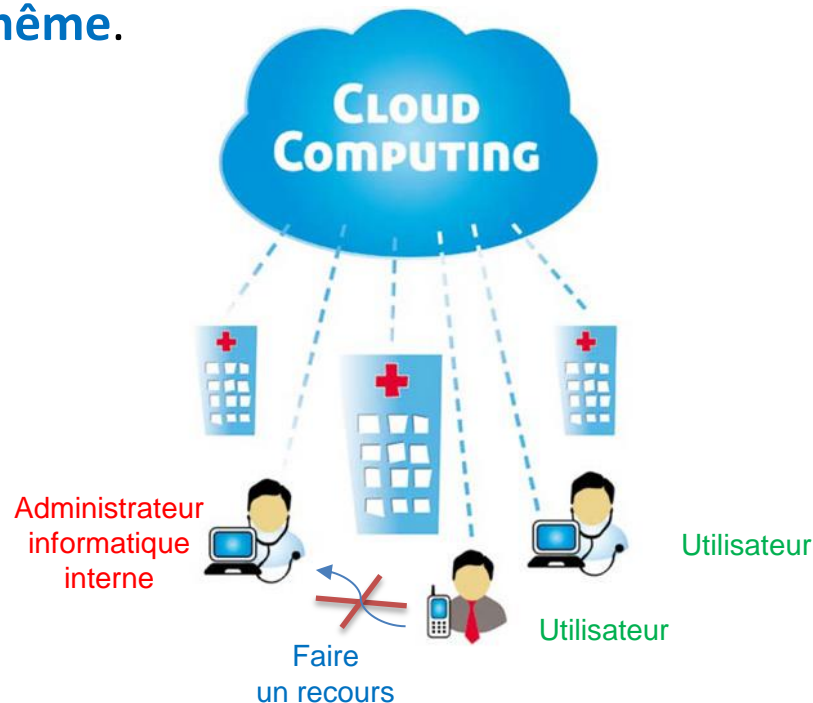 même.
CLOUD
COMPUTING
Administrateur
informatique
interne
Utilisateur
Utilisateur
Faire
un recours